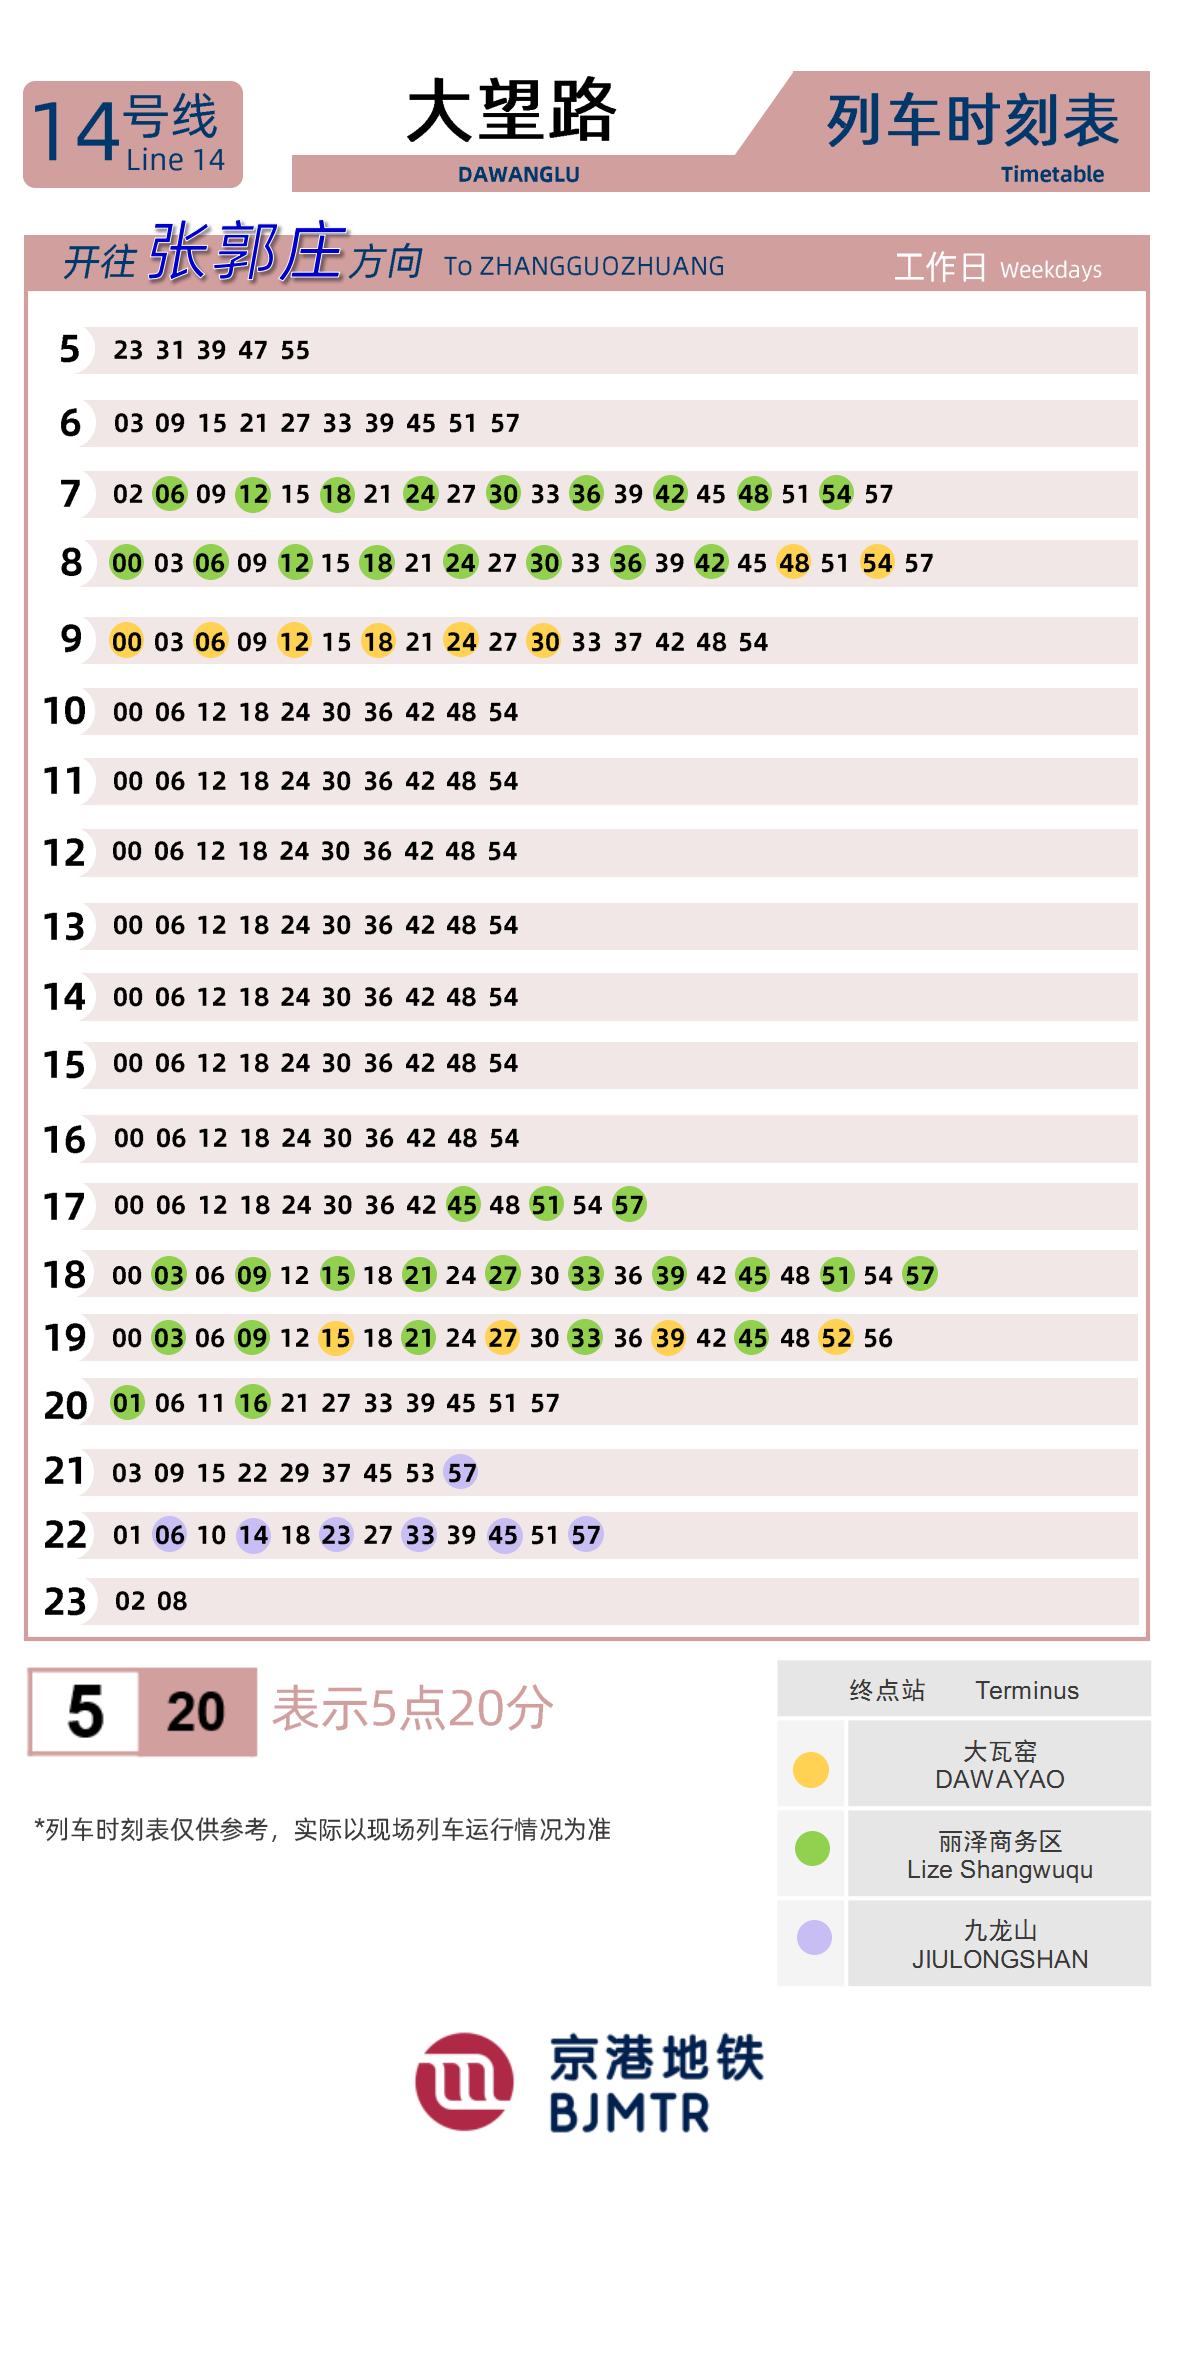 14号线
Line 14
大望路
DAWANGLU
列车时刻表
Timetable
开往 张郭庄 方向 To ZHANGGUOZHUANG 工作日 Weekdays
5 23 31 39 47 55
6 03 09 15 21 27 33 39 45 51 57
7 02 06 09 12 15 18 21 24 27 30 33 36 39 42 45 48 51 54 57
8 00 03 06 09 12 15 18 21 24 27 30 33 36 39 42 45 48 51 54 57
9 00 03 06 09 12 15 18 21 24 27 30 33 37 42 48 54
10 00 06 12 18 24 30 36 42 48 54
11 00 06 12 18 24 30 36 42 48 54
12 00 06 12 18 24 30 36 42 48 54
13 00 06 12 18 24 30 36 42 48 54
14 00 06 12 18 24 30 36 42 48 54
15 00 06 12 18 24 30 36 42 48 54
16 00 06 12 18 24 30 36 42 48 54
17 00 06 12 18 24 30 36 42 45 48 51 54 57
18 00 03 06 09 12 15 18 21 24 27 30 33 36 39 42 45 48 51 54 57
19 00 03 06 09 12 15 18 21 24 27 30 33 36 39 42 45 48 52 56
20 01 06 11 16 21 27 33 39 45 51 57
21 03 09 15 22 29 37 45 53 57
22 01 06 10 14 18 23 27 33 39 45 51 57
23 02 08
5 20 表示5点20分
*列车时刻表仅供参考，实际以现场列车运行情况为准
终点站 Terminus
大瓦窑
DAWAYAO
丽泽商务区
Lize Shangwuqu
九龙山
JIULONGSHAN
京港地铁
BJMTR